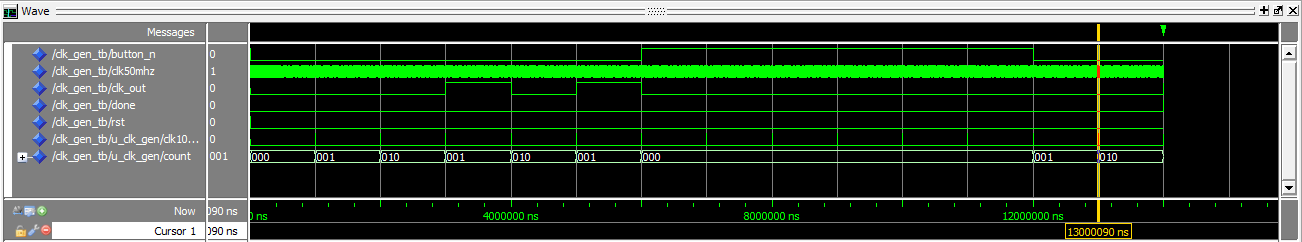 Wave
Messages
/clk_gen_tb/button_n 0
/clk_gen_tb/clk50mhz 1
/clk_gen_tb/clk_out 0
/clk_gen_tb/done 0
/clk_gen_tb/rst 0
/clk_gen_tb/u_clk_gen/clk10... 0
/clk_gen_tb/u_clk_gen/count 001 000 001 010 001 010 001 000 001 010
Now 090 ns ns 4000000 ns 8000000 ns 12000000 ns
Cursor 1 090 ns 13000090 ns